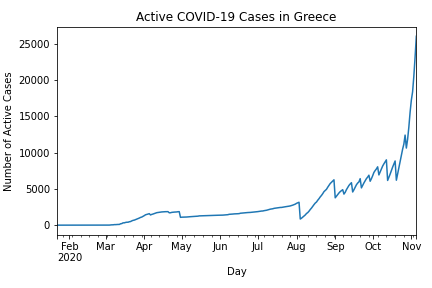 Active COVID-19 Cases in Greece
Number of Active Cases
25000
20000
15000
10000
5000
0
Feb Mar Apr May Jun Jul Aug Sep Oct Nov
2020
Day